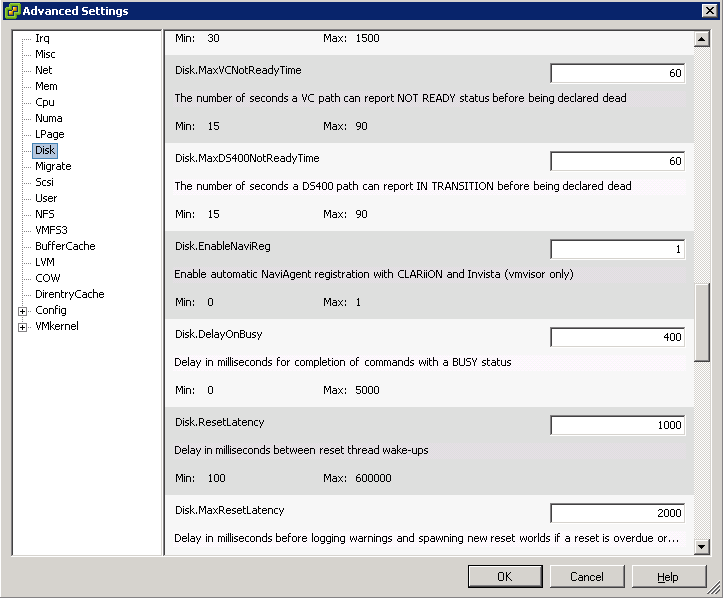 Advanced Settings
Irq
Misc
Net
Mem
Cpu
Numa
LPage
Disk
Migrate
Scsi
User
NFS
VMFS3
BufferCache
LVM
COW
DirentryCache
Config
VMkernel
Min: 30 Max: 1500
Disk.MaxVCNotReadyTime 60
The number of seconds a VC path can report NOT READY status before being declared dead
Min: 15 Max: 90
Disk.MaxDS400NotReadyTime 60
The number of seconds a DS400 path can report IN TRANSITION before being declared dead
Min: 15 Max: 90
Disk.EnableNaviReg 1
Enable automatic NaviAgent registration with CLARiiON and Invista (vmvisor only)
Min: 0 Max: 1
Disk.DelayOnBusy 400
Delay in milliseconds for completion of commands with a BUSY status
Min: 0 Max: 5000
Disk.ResetLatency 1000
Delay in milliseconds between reset thread wake-ups
Min: 100 Max: 600000
Disk.MaxResetLatency 2000
Delay in milliseconds before logging warnings and spawning new reset worlds if a reset is overdue or...
OK Cancel Help